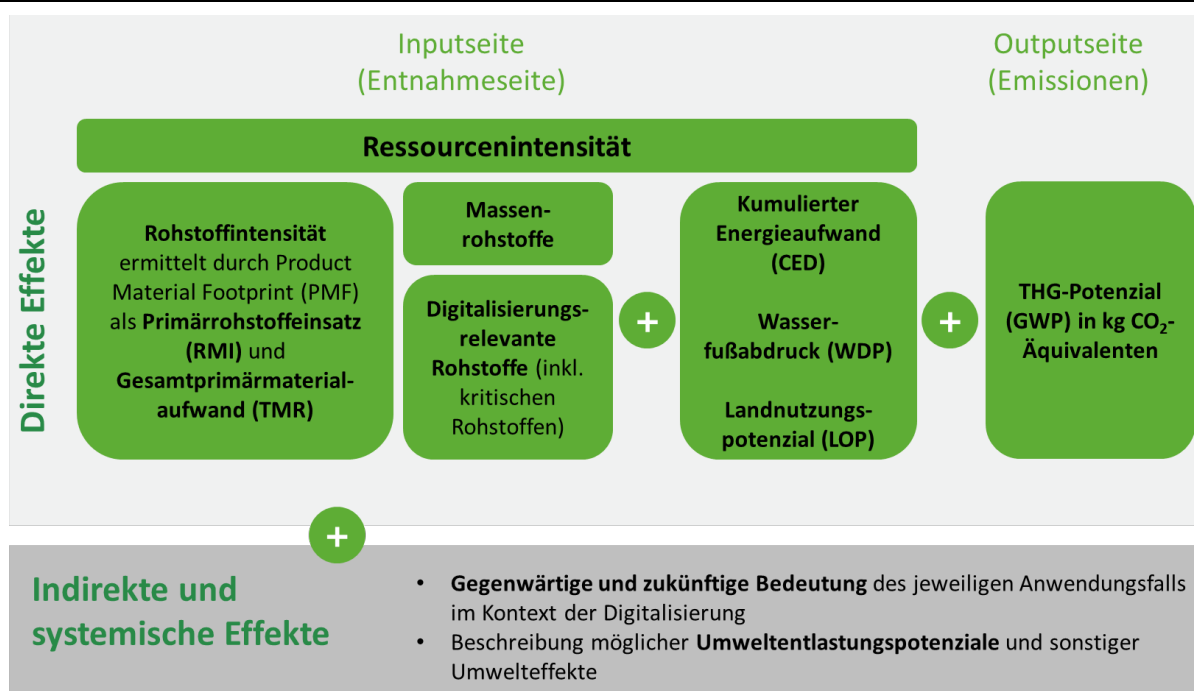 Inputseite
(Entnahmeseite)
Outputseite
(Emissionen)
Direkte Effekte
Ressourcenintensität
Rohstoffintensität
ermittelt durch Product
Material Footprint (PMF)
als Primärrohstoffeinsatz
(RMI) und
Gesamtprimärmaterial-
aufwand (TMR)
Massen-
rohstoffe
Digitalisierungs-
relevante
Rohstoffe (inkl.
kritischen
Rohstoffen)
+
Kumulierter
Energieaufwand
(CED)
Wasser-
fußabdruck (WDP)
Landnutzungs-
potenzial (LOP)
+
THG-Potenzial
(GWP) in kg CO₂-
Äquivalenten
+
Indirekte und
systemische Effekte
• Gegenwärtige und zukünftige Bedeutung des jeweiligen Anwendungsfalls
im Kontext der Digitalisierung
• Beschreibung möglicher Umweltentlastungspotenziale und sonstiger
Umwelteffekte